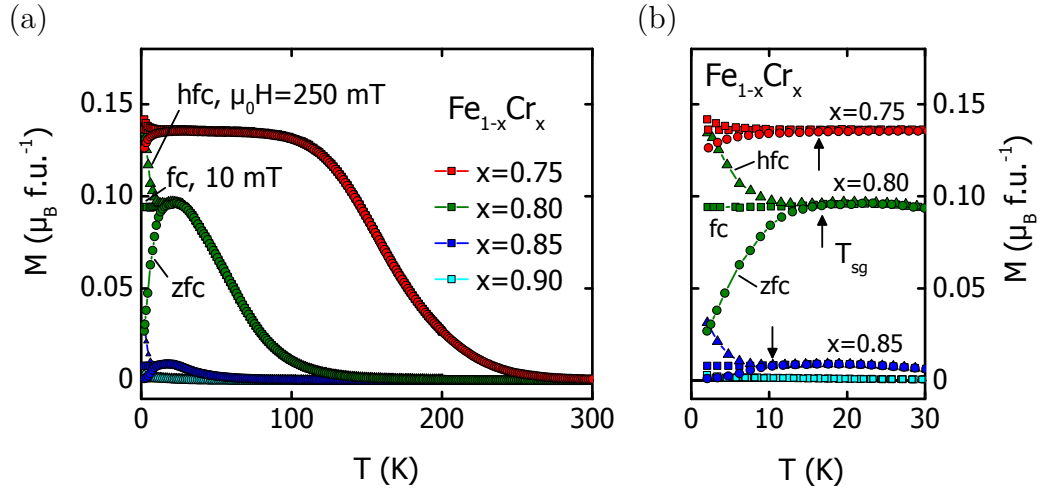 (a)
M (μB f.u.-1)
0.15
0.10
0.05
0
hfc, μ0H=250 mT
fc, 10 mT
zfc
Fe1-xCrx
x=0.75
x=0.80
x=0.85
x=0.90
0
100
200
300
T (K)
(b)
Fe1-xCrx
x=0.75
hfc
x=0.80
fc
Tsg
zfc
x=0.85
0.15
0.10
0.05
0
M (μB f.u.-1)
0
10
20
30
T (K)